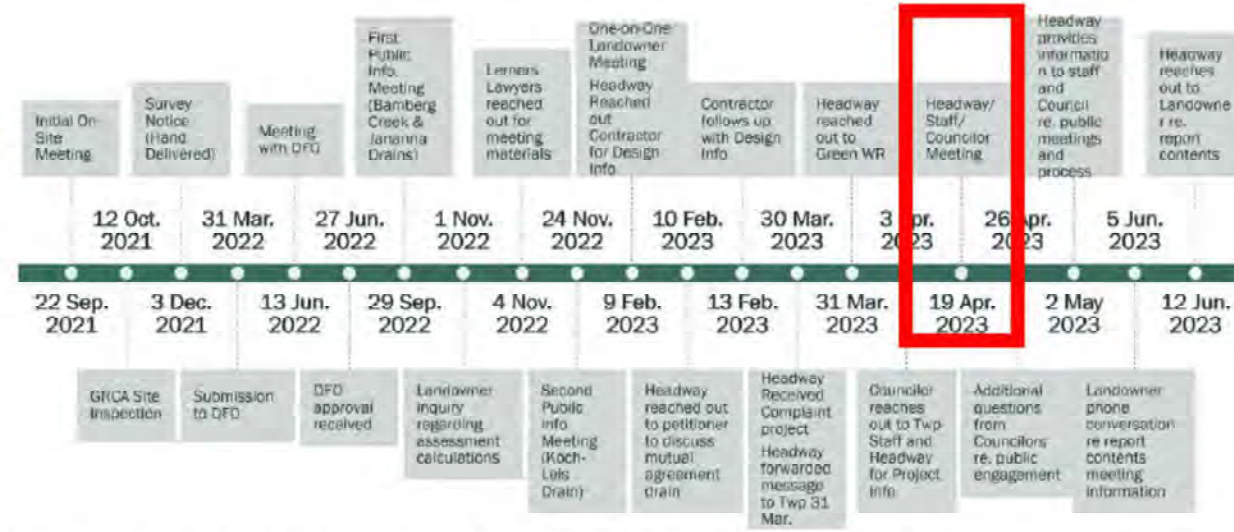 Initial On-
Site
Meeting
Survey
Notice
(Hand
Delivered)
Meeting
with DFO
First
Public
Info.
Meeting
(Bamberg
Creek &
Jananna
Drains)
Lerners
Lawyers
reached
out for
meeting
materials
One-on-One
Landowner
Meeting
Headway
Reached
out
Contractor
for Design
Info
Contractor
follows up
with Design
Info
Headway
reached
out to
Green WR
Headway/
Staff/
Councilor
Meeting
Headway
provides
informatio
n to staff
and
Council
re. public
meetings
and
process
Headway
reaches
out to
Landowne
r re.
report
contents
12 Oct.
2021
31 Mar.
2022
27 Jun.
2022
1 Nov.
2022
24 Nov.
2022
10 Feb.
2023
30 Mar.
2023
3 Apr.
2023
26 Apr.
2023
5 Jun.
2023
22 Sep.
2021
3 Dec.
2021
13 Jun.
2022
29 Sep.
2022
4 Nov.
2022
9 Feb.
2023
13 Feb.
2023
31 Mar.
2023
19 Apr.
2023
2 May
2023
12 Jun.
2023
GRCA Site
Inspection
Submission
to DFO
DFO
approval
received
Landowner
inquiry
regarding
assessment
calculations
Second
Public
Info
Meeting
(Koch-
Leis
Drain)
Headway
reached out
to petitioner
to discuss
mutual
agreement
drain
Headway
Received
Complaint
project
Headway
forwarded
message
to Twp 31
Mar.
Councilor
reaches
out to Twp
Staff and
Headway
for Project
Info
Additional
questions
from
Councilors
re. public
engagement
Landowner
phone
conversation
re report
contents
meeting
information